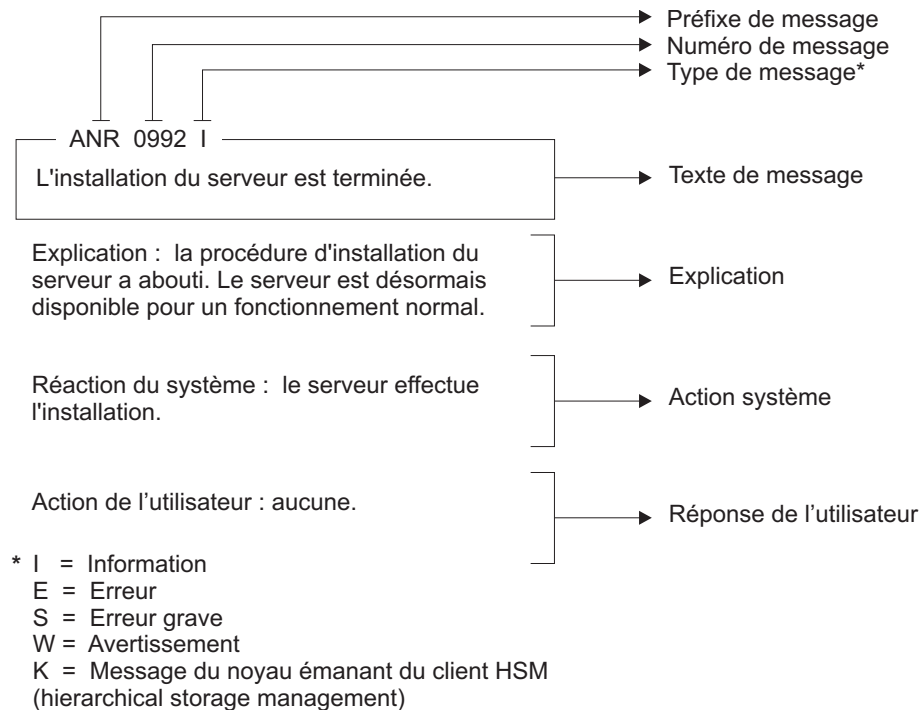 Préfixe de message
Numéro de message
Type de message*
ANR 0992 I
L'installation du serveur est terminée.
Texte de message
Explication : la procédure d'installation du
serveur a abouti. Le serveur est désormais
disponible pour un fonctionnement normal.
Explication
Réaction du système : le serveur effectue
l'installation.
Action système
Action de l’utilisateur : aucune.
Réponse de l’utilisateur
* I = Information
E = Erreur
S = Erreur grave
W = Avertissement
K = Message du noyau émanant du client HSM
(hierarchical storage management)